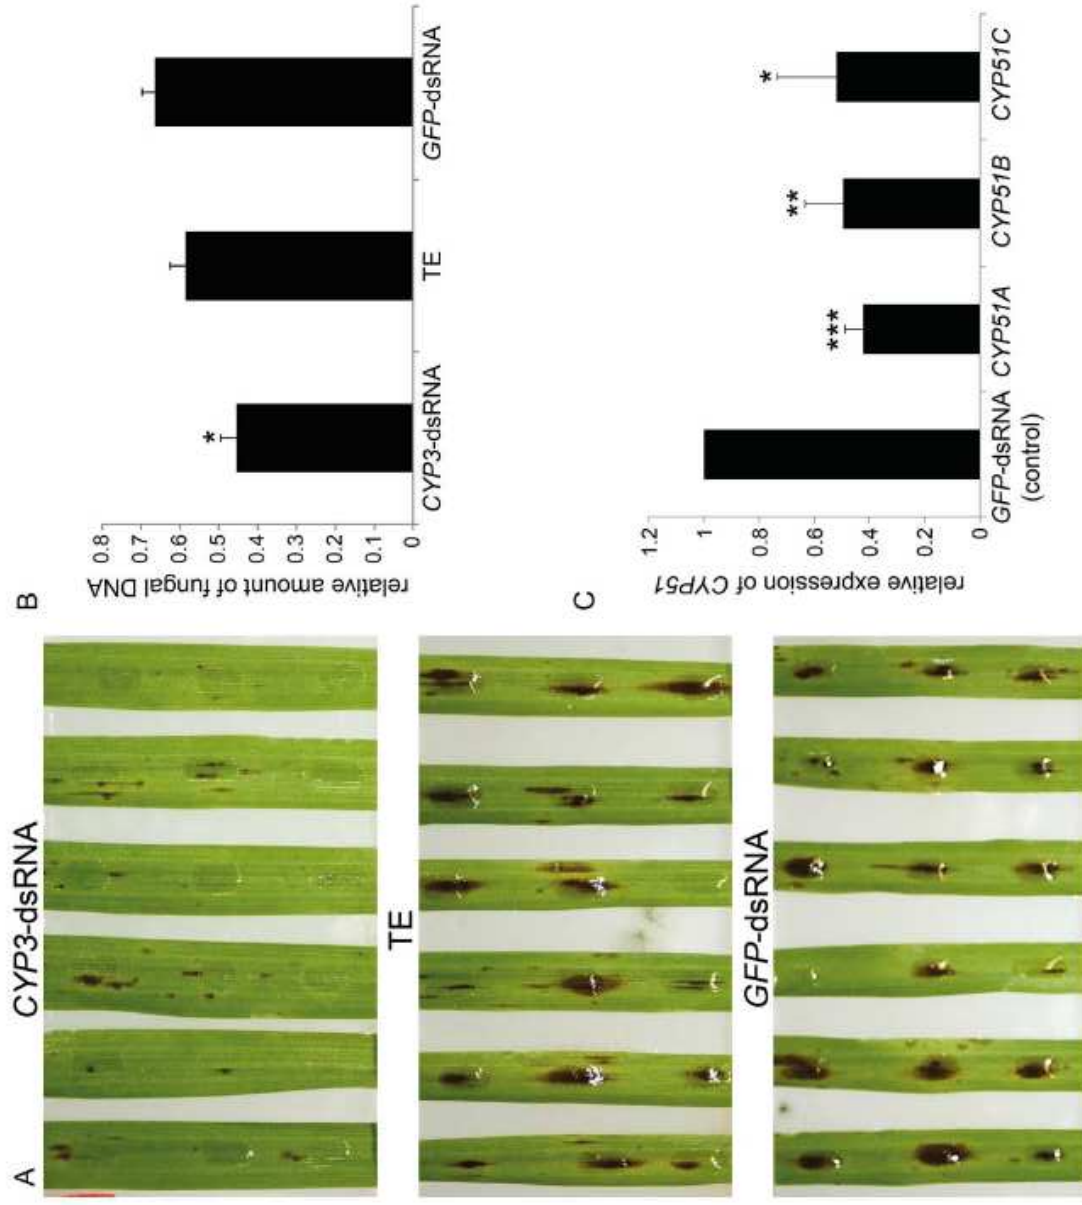 A
CYP3-dsRNA
TE
GFP-dsRNA
B
relative amount of fungal DNA
0.8
0.7
0.6
0.5
0.4
0.3
0.2
0.1
0
*
CYP3-dsRNA
TE
GFP-dsRNA
C
relative expression of CYP51
1.2
1
0.8
0.6
0.4
0.2
0
***
**
*
GFP-dsRNA CYP51A CYP51B CYP51C
(control)